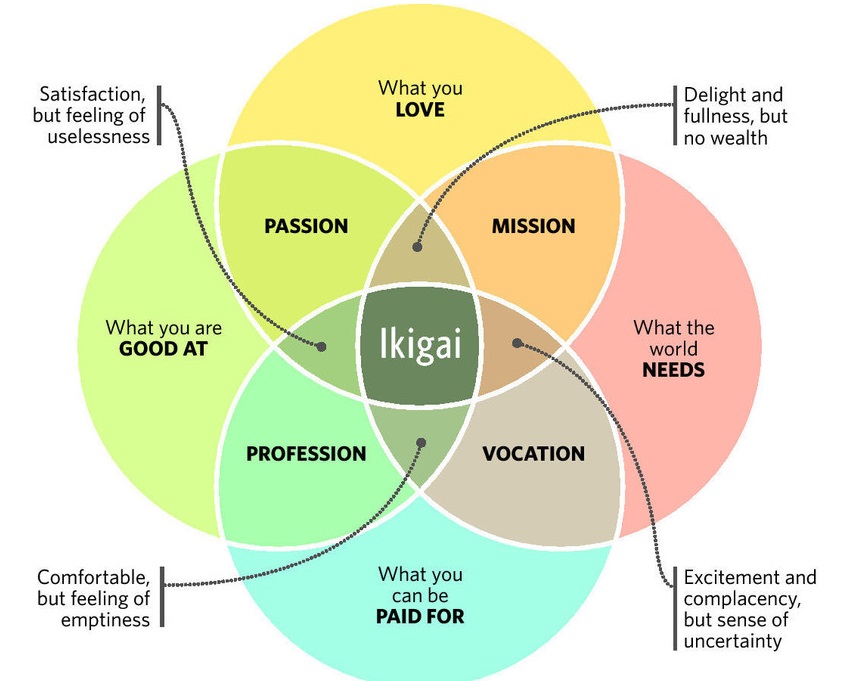 What you
LOVE
Satisfaction,
but feeling of
uselessness
Delight and
fullness, but
no wealth
PASSION
MISSION
What you are
GOOD AT
Ikigai
What the
world
NEEDS
PROFESSION
VOCATION
Comfortable,
but feeling of
emptiness
What you
can be
PAID FOR
Excitement and
complacency,
but sense of
uncertainty